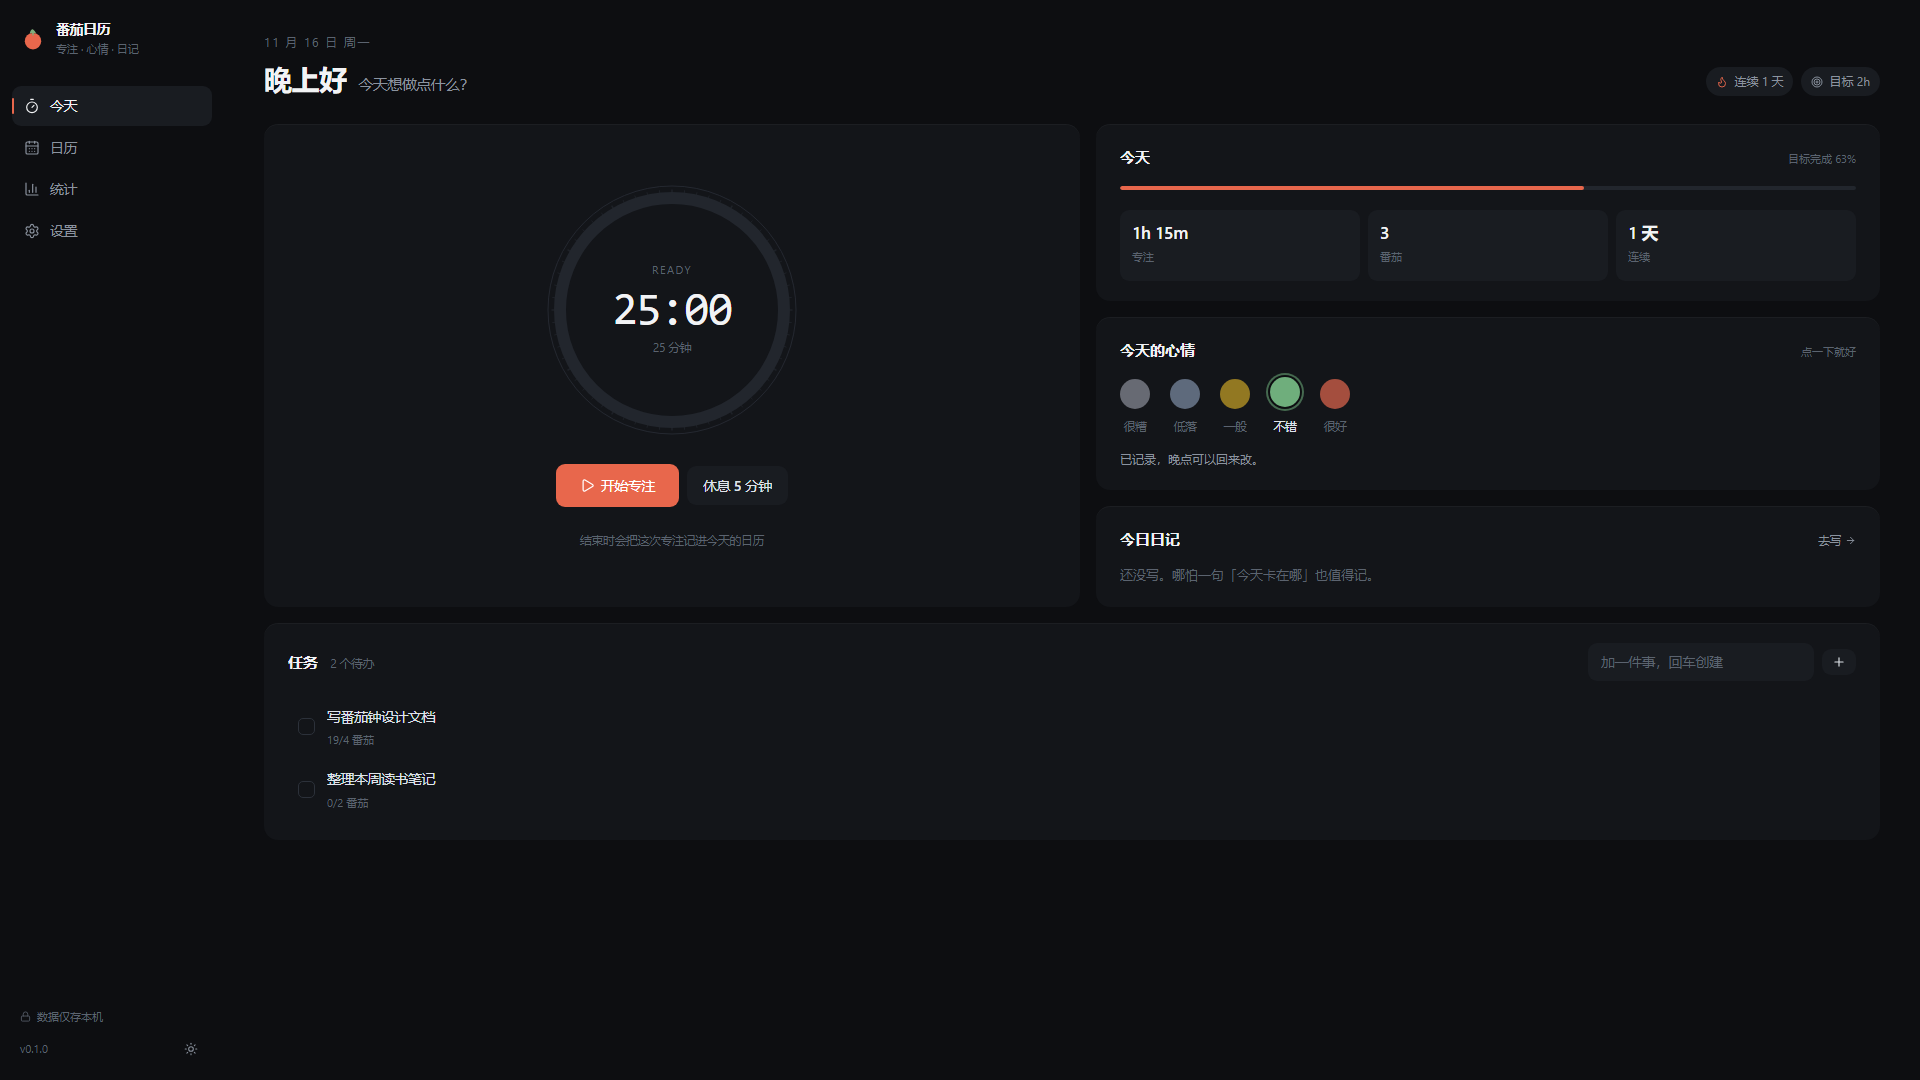 番茄日历
专注 · 心情 · 日记
今天
日历
统计
设置
数据仅存本机
v0.1.0
11 月 16 日 周一
晚上好 今天想做点什么？
连续 1 天
目标 2h
READY
25:00
25 分钟
开始专注
休息 5 分钟
结束时会把这次专注记进今天的日历
今天
目标完成 63%
1h 15m
专注
3
番茄
1 天
连续
今天的心情
点一下就好
很糟
低落
一般
不错
很好
已记录，晚点可以回来改。
今日日记
去写 →
还没写。哪怕一句「今天卡在哪」也值得记。
任务 2 个待办
加一件事，回车创建
+
写番茄钟设计文档
19/4 番茄
整理本周读书笔记
0/2 番茄